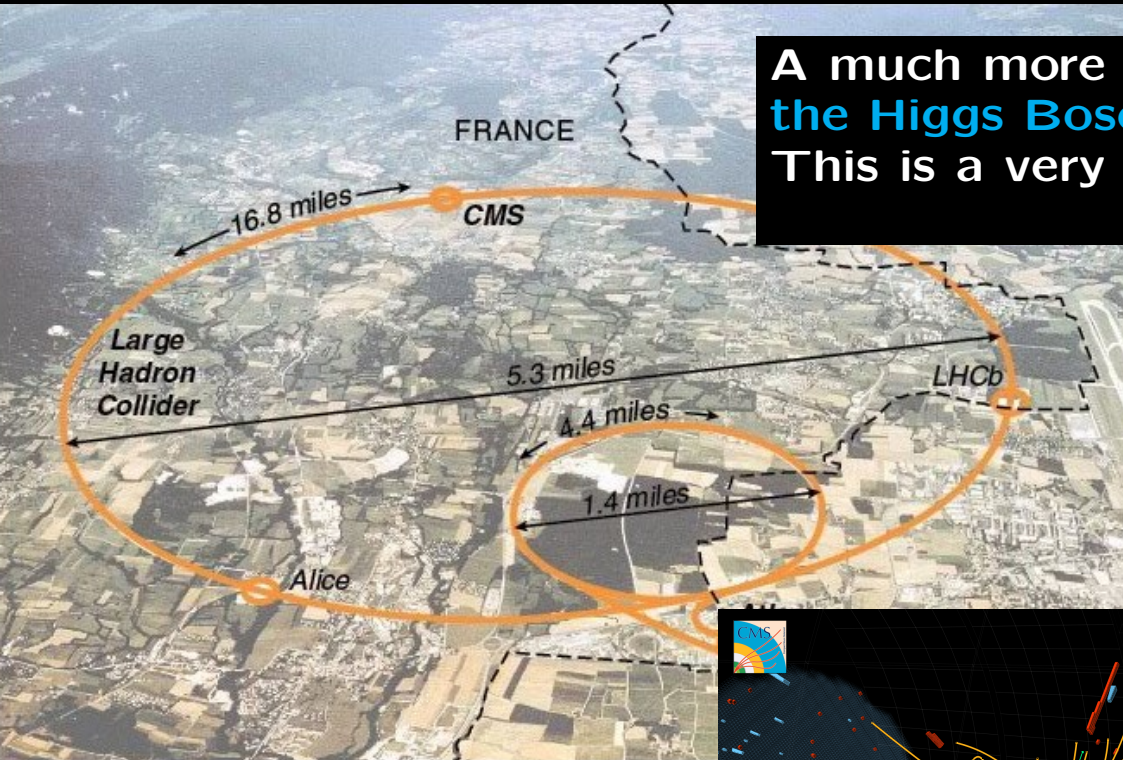 A much more
the Higgs
This is a very
FRANCE
16.8 miles
CMS
Large
Hadron
Collider
5.3 miles
LHCb
4.4 miles
1.4 miles
Alice
CMS